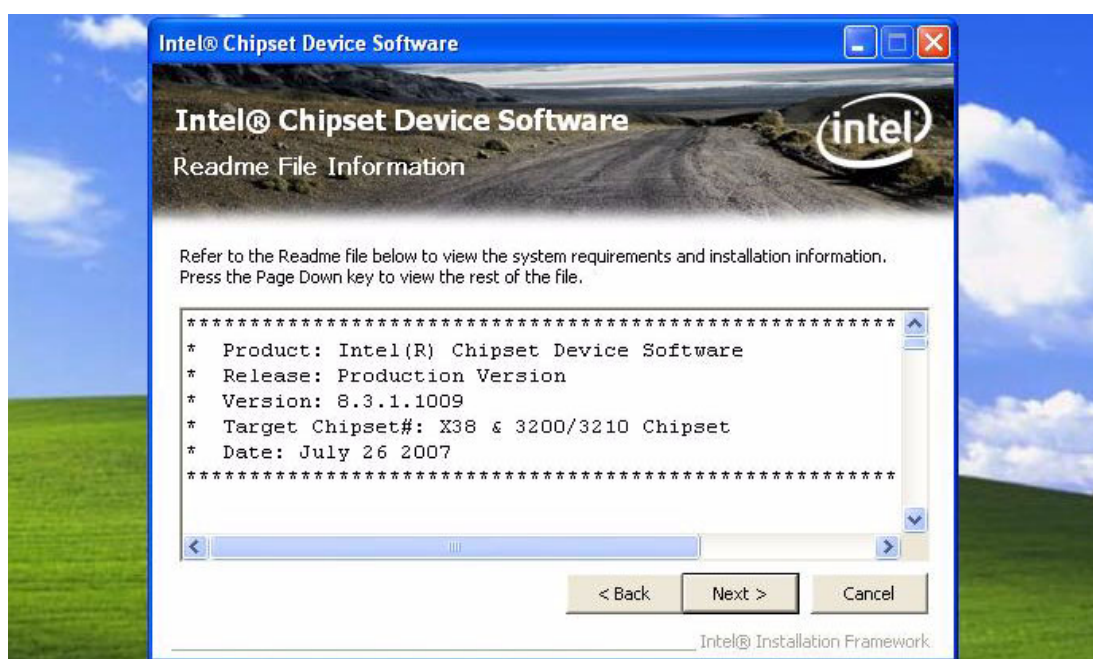 Intel® Chipset Device Software
Intel® Chipset Device Software
intel
Readme File Information
Refer to the Readme file below to view the system requirements and installation information.
Press the Page Down key to view the rest of the file.
*********************************************************
* Product: Intel(R) Chipset Device Software
* Release: Production Version
* Version: 8.3.1.1009
* Target Chipset#: X38 & 3200/3210 Chipset
* Date: July 26 2007
*********************************************************
< Back Next > Cancel
Intel® Installation Framework